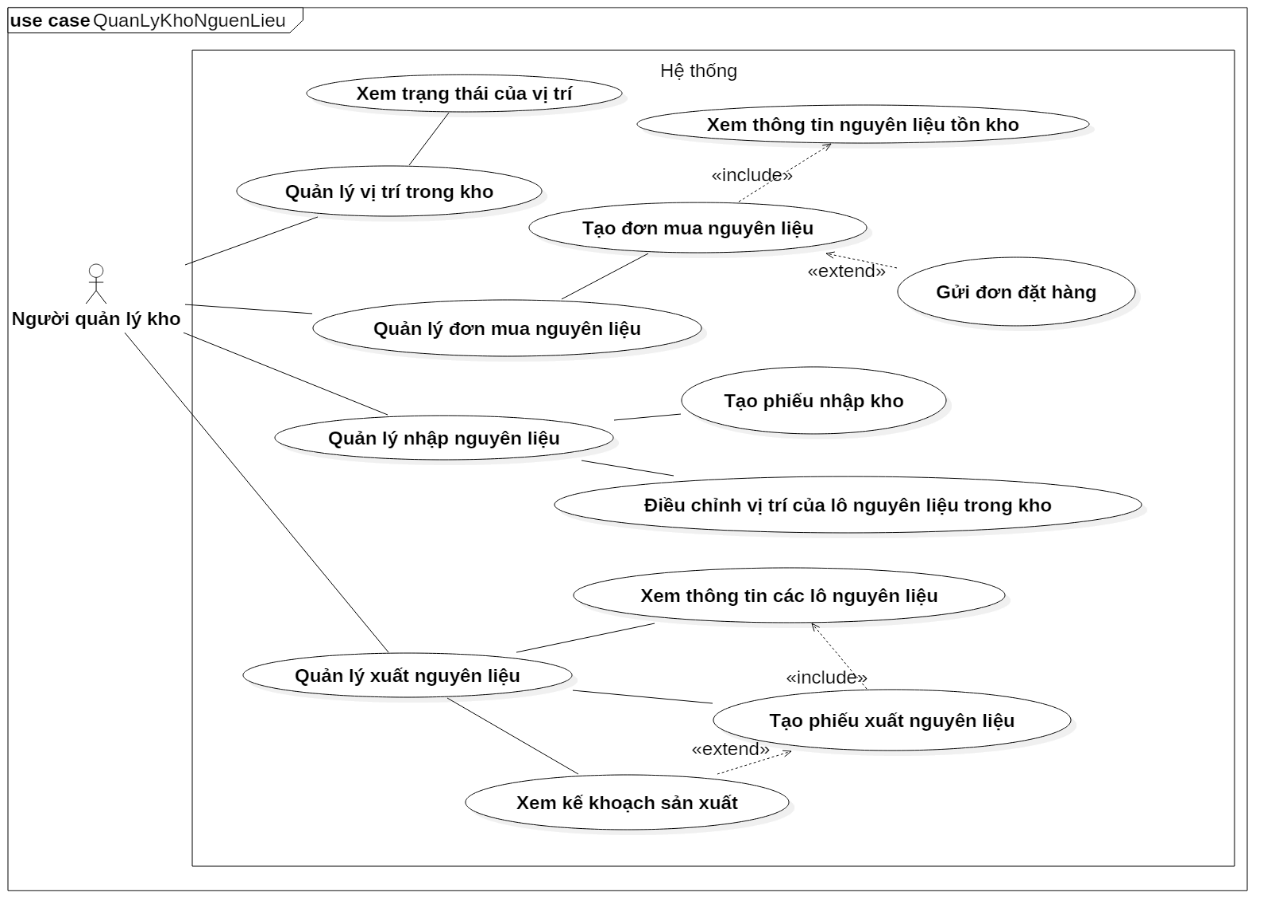 use case QuanLyKhoNguenLieu
Hệ thống
Xem trạng thái của vị trí
Xem thông tin nguyên liệu tồn kho
«include»
Quản lý vị trí trong kho
Tạo đơn mua nguyên liệu
«extend»
Gửi đơn đặt hàng
Người quản lý kho
Quản lý đơn mua nguyên liệu
Tạo phiếu nhập kho
Quản lý nhập nguyên liệu
Điều chỉnh vị trí của lô nguyên liệu trong kho
Xem thông tin các lô nguyên liệu
Quản lý xuất nguyên liệu
«include»
Tạo phiếu xuất nguyên liệu
«extend»
Xem kế khoạch sản xuất